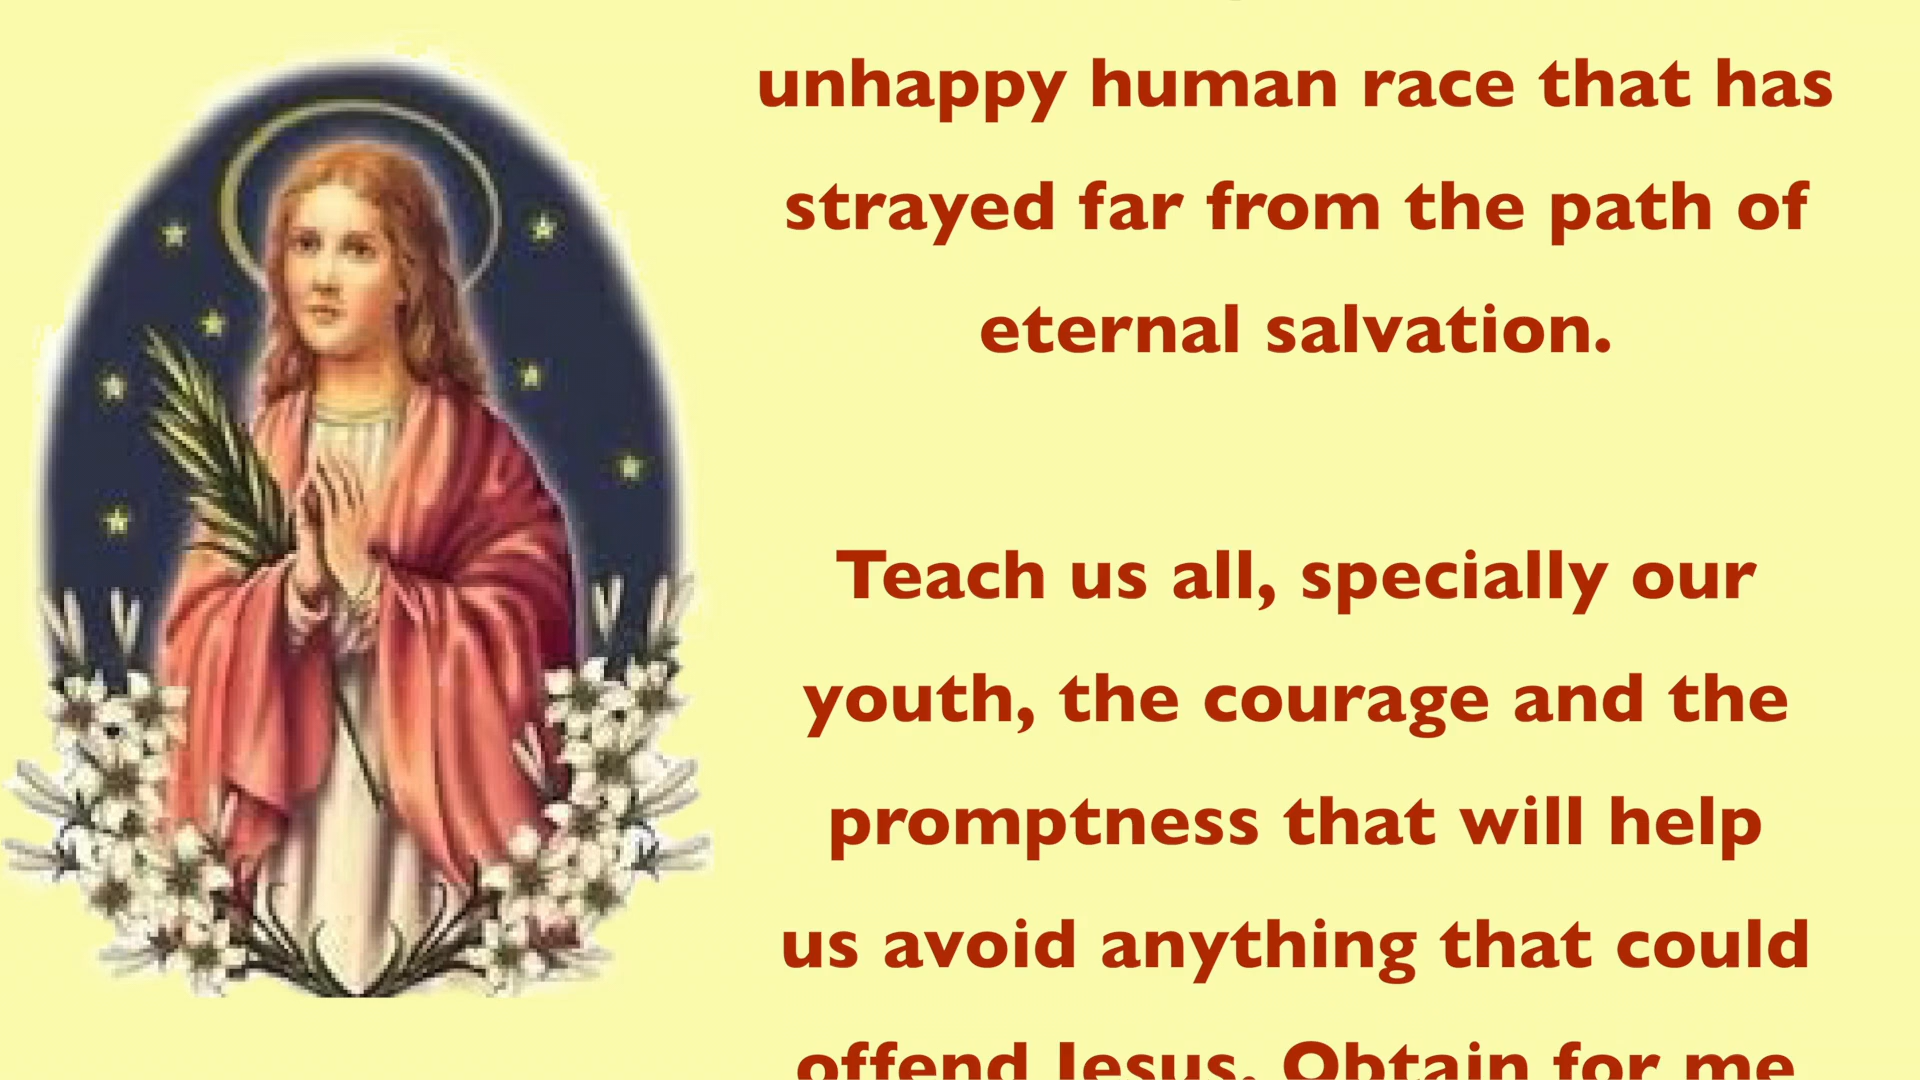 unhappy human race that has
strayed far from the path of
eternal salvation.
Teach us all, specially our
youth, the courage and the
promptness that will help
us avoid anything that could
offend Jesus. Obtain for me